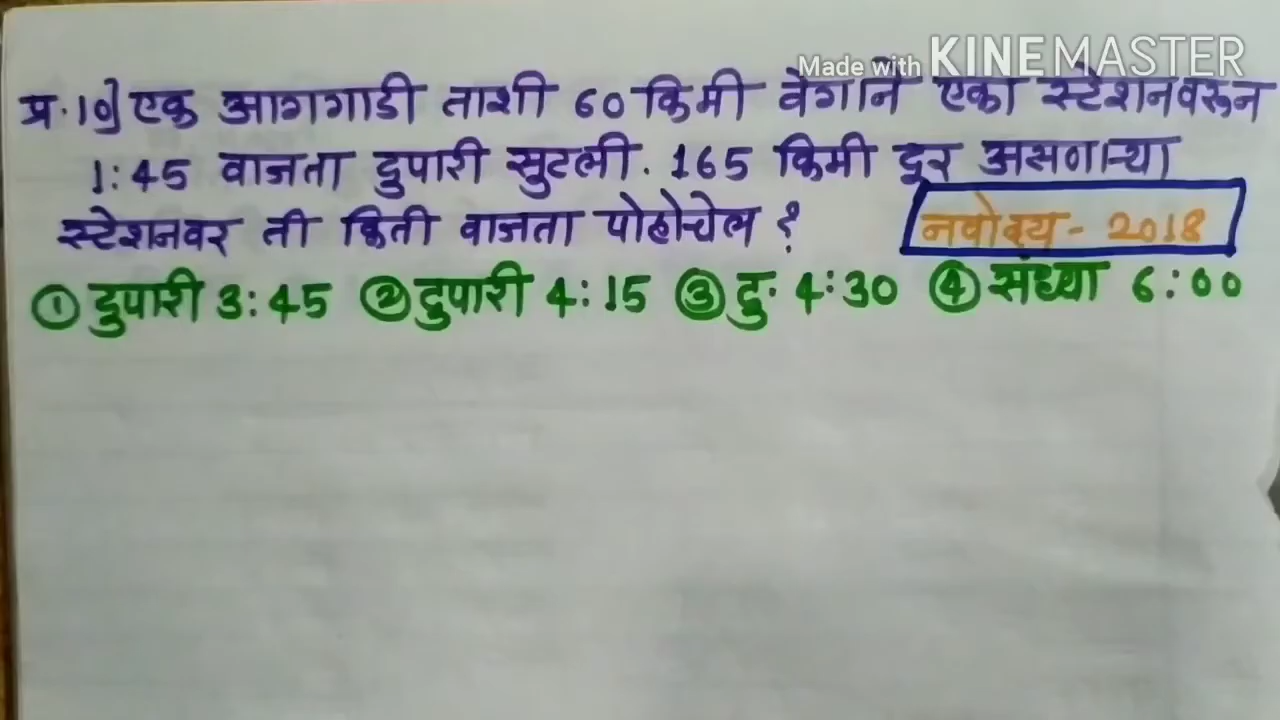 Made with KINEMASTER
प्र.10] एक आगगाडी ताशी 60 किमी वेगाने एका स्टेशनवरून
1:45 वाजता दुपारी सुटली. 165 किमी दूर असणाऱ्या
स्टेशनवर ती किती वाजता पोहोचेल ?
नवोदय - 2018
① दुपारी 3:45 ② दुपारी 4:15 ③ दु. 4:30 ④ संध्या 6:00